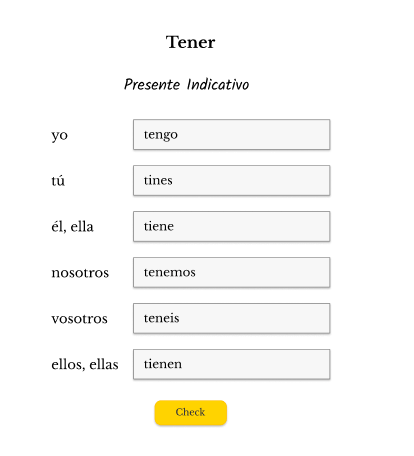 Tener
Presente Indicativo
yo tengo
tú tines
él, ella tiene
nosotros tenemos
vosotros teneis
ellos, ellas tienen
Check